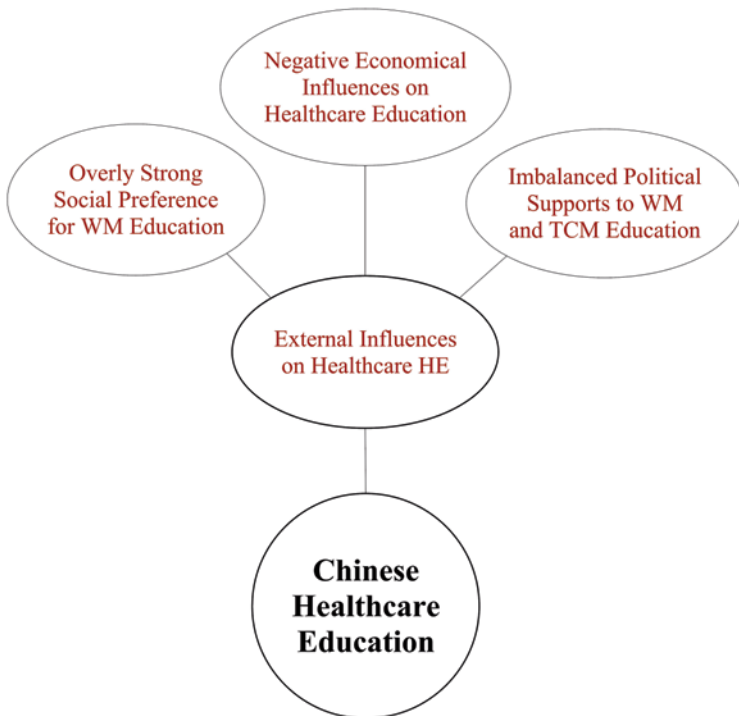 Negative Economical
Influences on
Healthcare Education
Overly Strong
Social Preference
for WM Education
Imbalanced Political
Supports to WM
and TCM Education
External Influences
on Healthcare HE
Chinese
Healthcare
Education